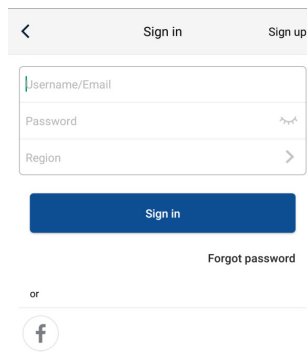 Sign in Sign up
Username/Email
Password
Region
Sign in
Forgot password
or
f